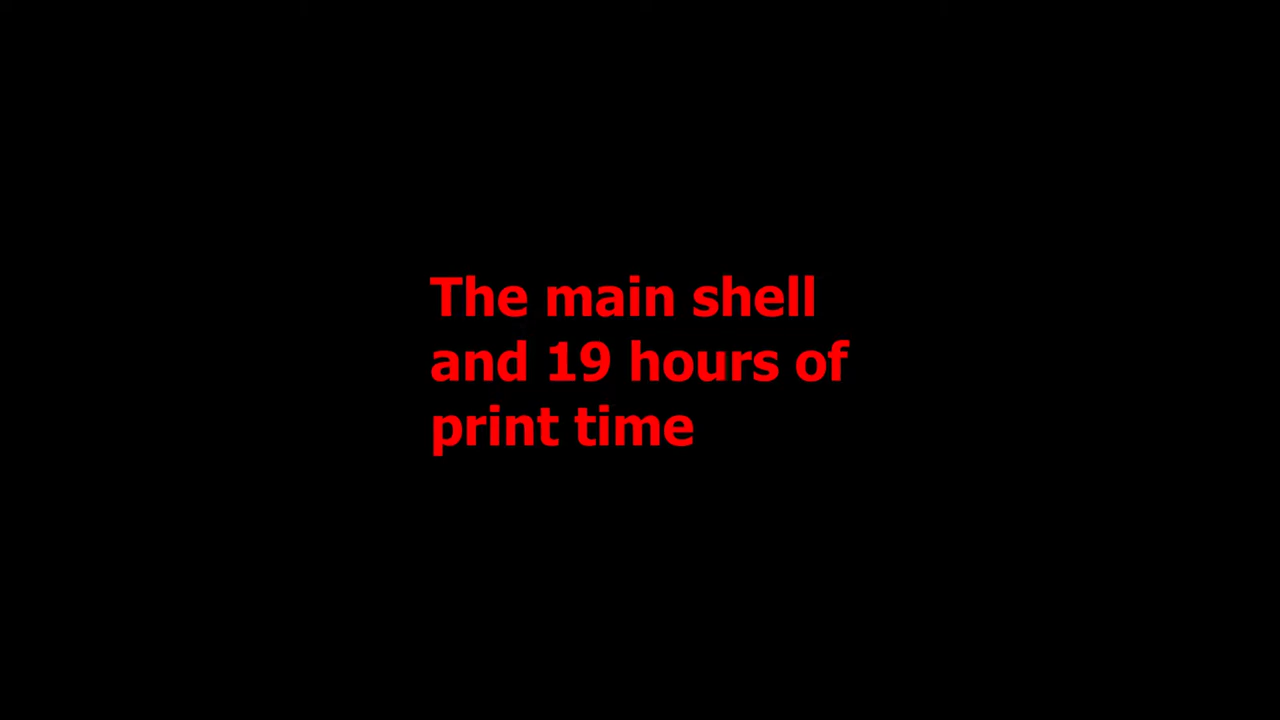 The main shell
and 19 hours of
print time